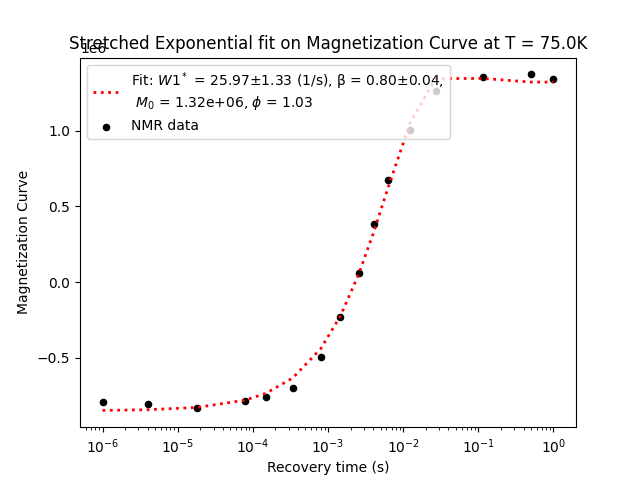 Stretched Exponential fit on Magnetization Curve at T = 75.0K
1e6
Fit: W1* = 25.97±1.33 (1/s), β = 0.80±0.04,
M₀ = 1.32e+06, ϕ = 1.03
NMR data
1.0
0.5
0.0
−0.5
Magnetization Curve
10⁻⁶ 10⁻⁵ 10⁻⁴ 10⁻³ 10⁻² 10⁻¹ 10⁰
Recovery time (s)